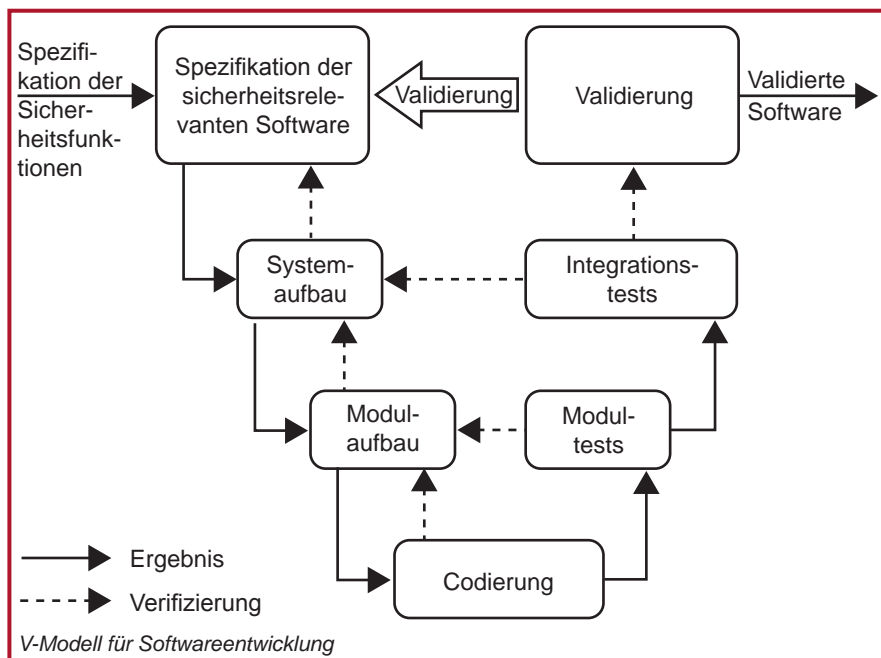 Spezifi-
kation der
Sicher-
heitsfunk-
tionen
Spezifikation der
sicherheitsrele-
vanten Software
Validierung
Validierung
Validierte
Software
System-
aufbau
Integrations-
tests
Modul-
aufbau
Modul-
tests
Codierung
Ergebnis
Verifizierung
V-Modell für Softwareentwicklung